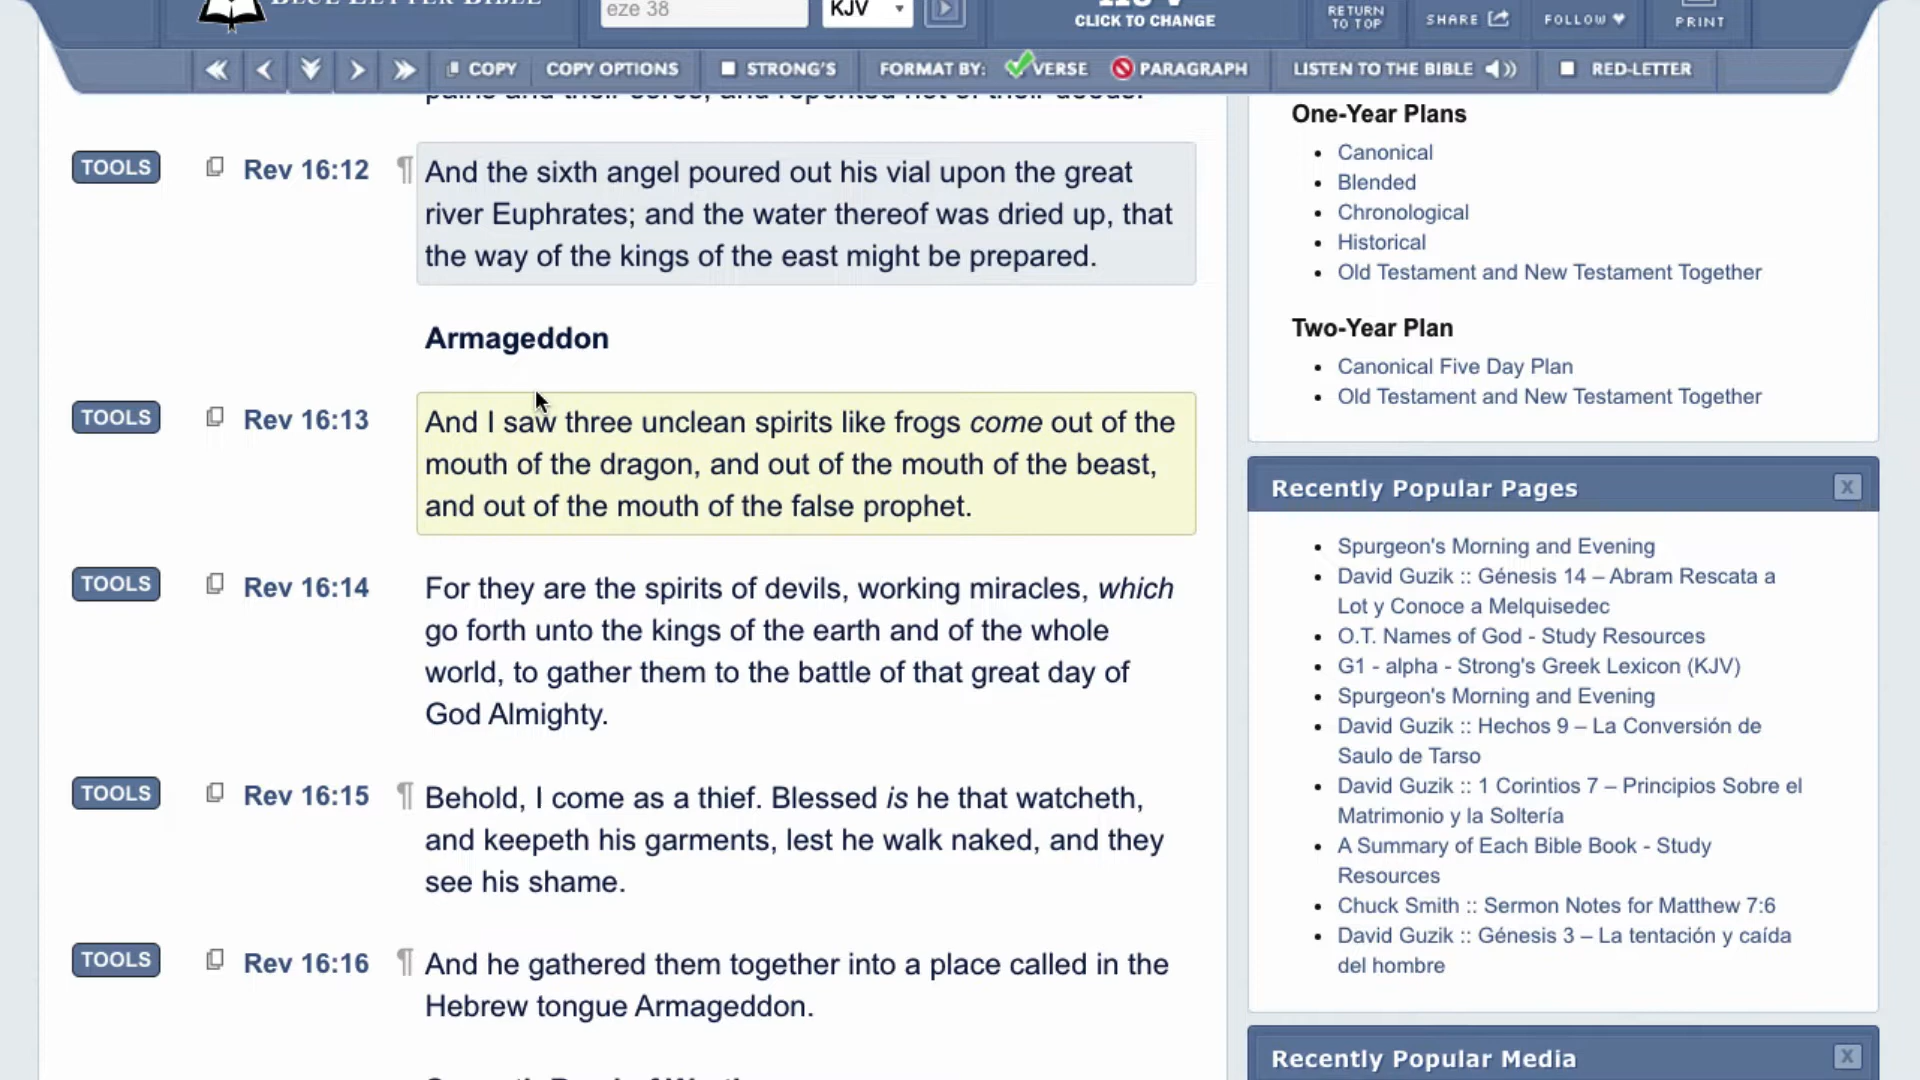 BLUE LETTER BIBLE
eze 38
KJV
CLICK TO CHANGE
RETURN
TO TOP
SHARE
FOLLOW
PRINT
COPY
COPY OPTIONS
STRONG'S
FORMAT BY:
VERSE
PARAGRAPH
LISTEN TO THE BIBLE
RED-LETTER
pains and their sores, and repented not of their deeds.
TOOLS
Rev 16:12
¶ And the sixth angel poured out his vial upon the great
river Euphrates; and the water thereof was dried up, that
the way of the kings of the east might be prepared.
Armageddon
TOOLS
Rev 16:13
And I saw three unclean spirits like frogs come out of the
mouth of the dragon, and out of the mouth of the beast,
and out of the mouth of the false prophet.
TOOLS
Rev 16:14
For they are the spirits of devils, working miracles, which
go forth unto the kings of the earth and of the whole
world, to gather them to the battle of that great day of
God Almighty.
TOOLS
Rev 16:15
¶ Behold, I come as a thief. Blessed is he that watcheth,
and keepeth his garments, lest he walk naked, and they
see his shame.
TOOLS
Rev 16:16
¶ And he gathered them together into a place called in the
Hebrew tongue Armageddon.
One-Year Plans
Canonical
Blended
Chronological
Historical
Old Testament and New Testament Together
Two-Year Plan
Canonical Five Day Plan
Old Testament and New Testament Together
Recently Popular Pages
X
Spurgeon's Morning and Evening
David Guzik :: Génesis 14 – Abram Rescata a
Lot y Conoce a Melquisedec
O.T. Names of God - Study Resources
G1 - alpha - Strong's Greek Lexicon (KJV)
Spurgeon's Morning and Evening
David Guzik :: Hechos 9 – La Conversión de
Saulo de Tarso
David Guzik :: 1 Corintios 7 – Principios Sobre el
Matrimonio y la Soltería
A Summary of Each Bible Book - Study
Resources
Chuck Smith :: Sermon Notes for Matthew 7:6
David Guzik :: Génesis 3 – La tentación y caída
del hombre
Recently Popular Media
X